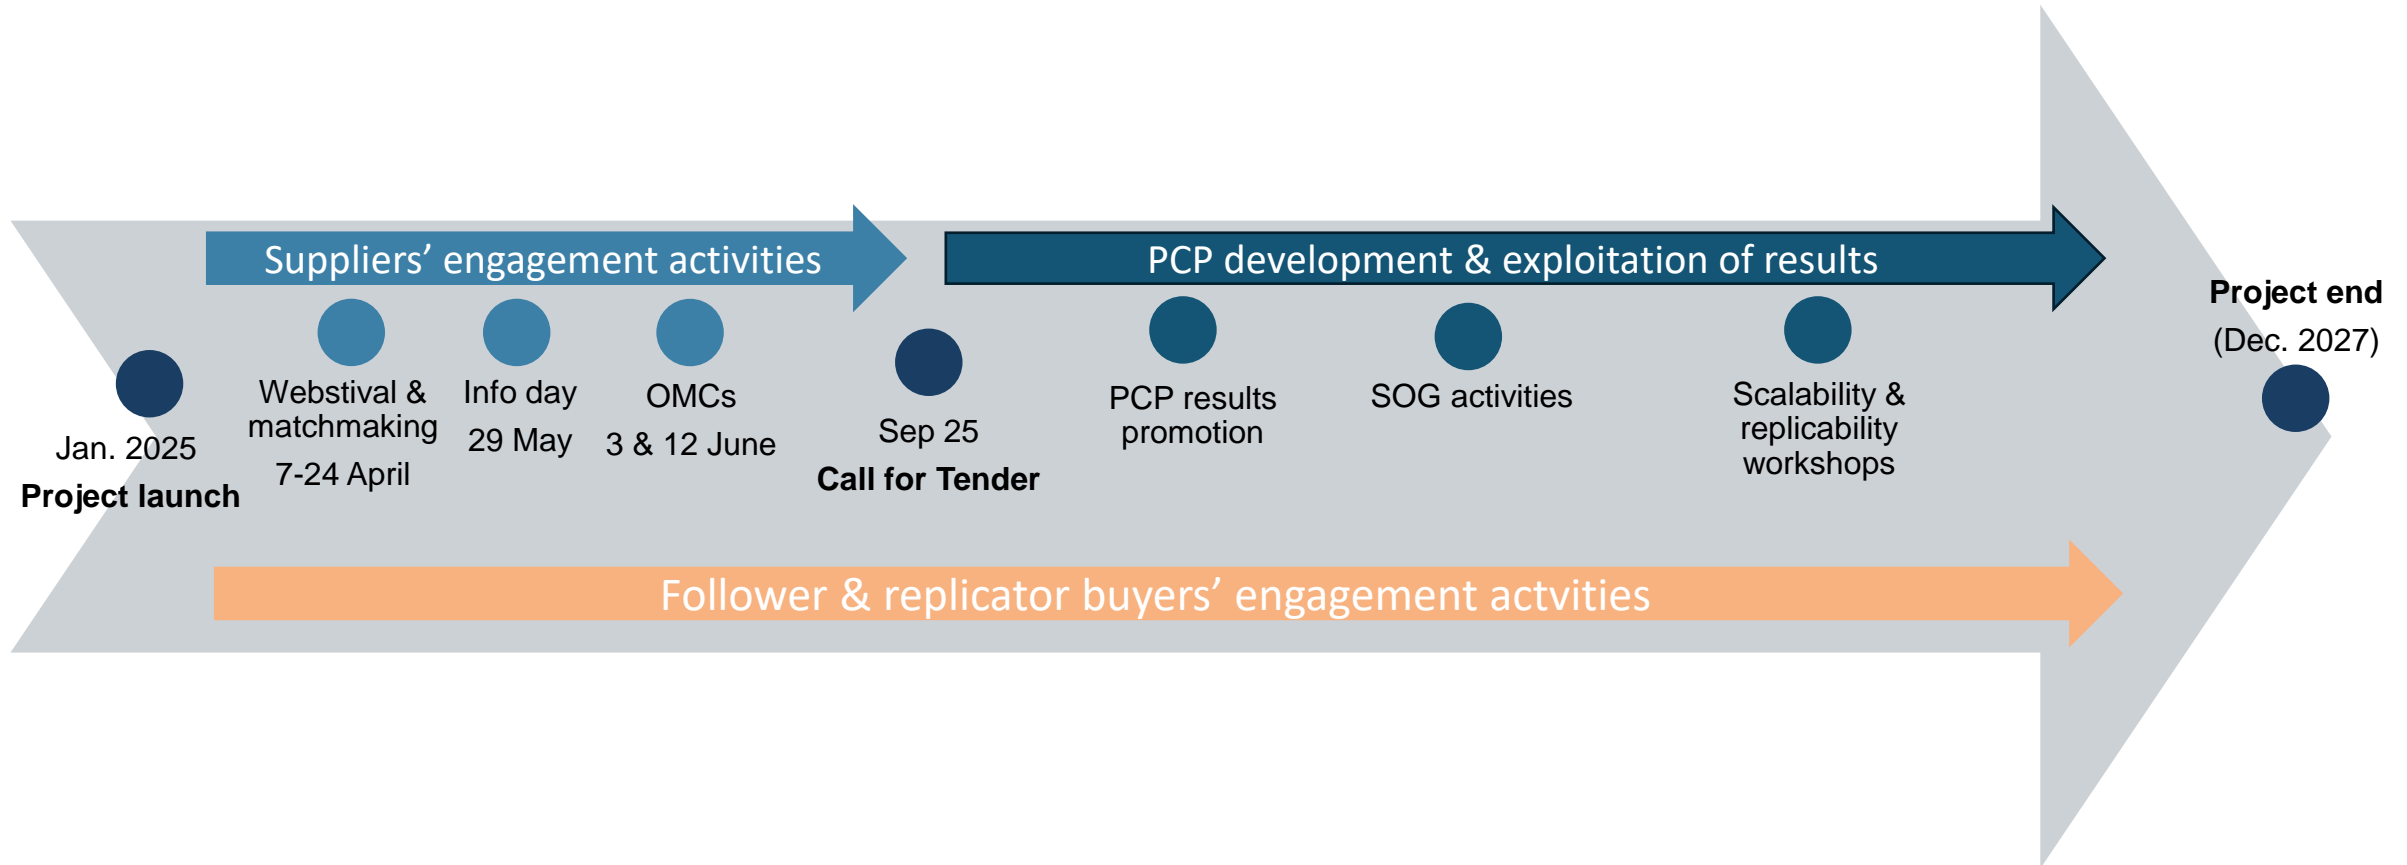 Suppliers’ engagement activities
PCP development & exploitation of results
Jan. 2025
Project launch
Webstival &
matchmaking
7-24 April
Info day
29 May
OMCs
3 & 12 June
Sep 25
Call for Tender
PCP results
promotion
SOG activities
Scalability &
replicability
workshops
Project end
(Dec. 2027)
Follower & replicator buyers’ engagement actvities